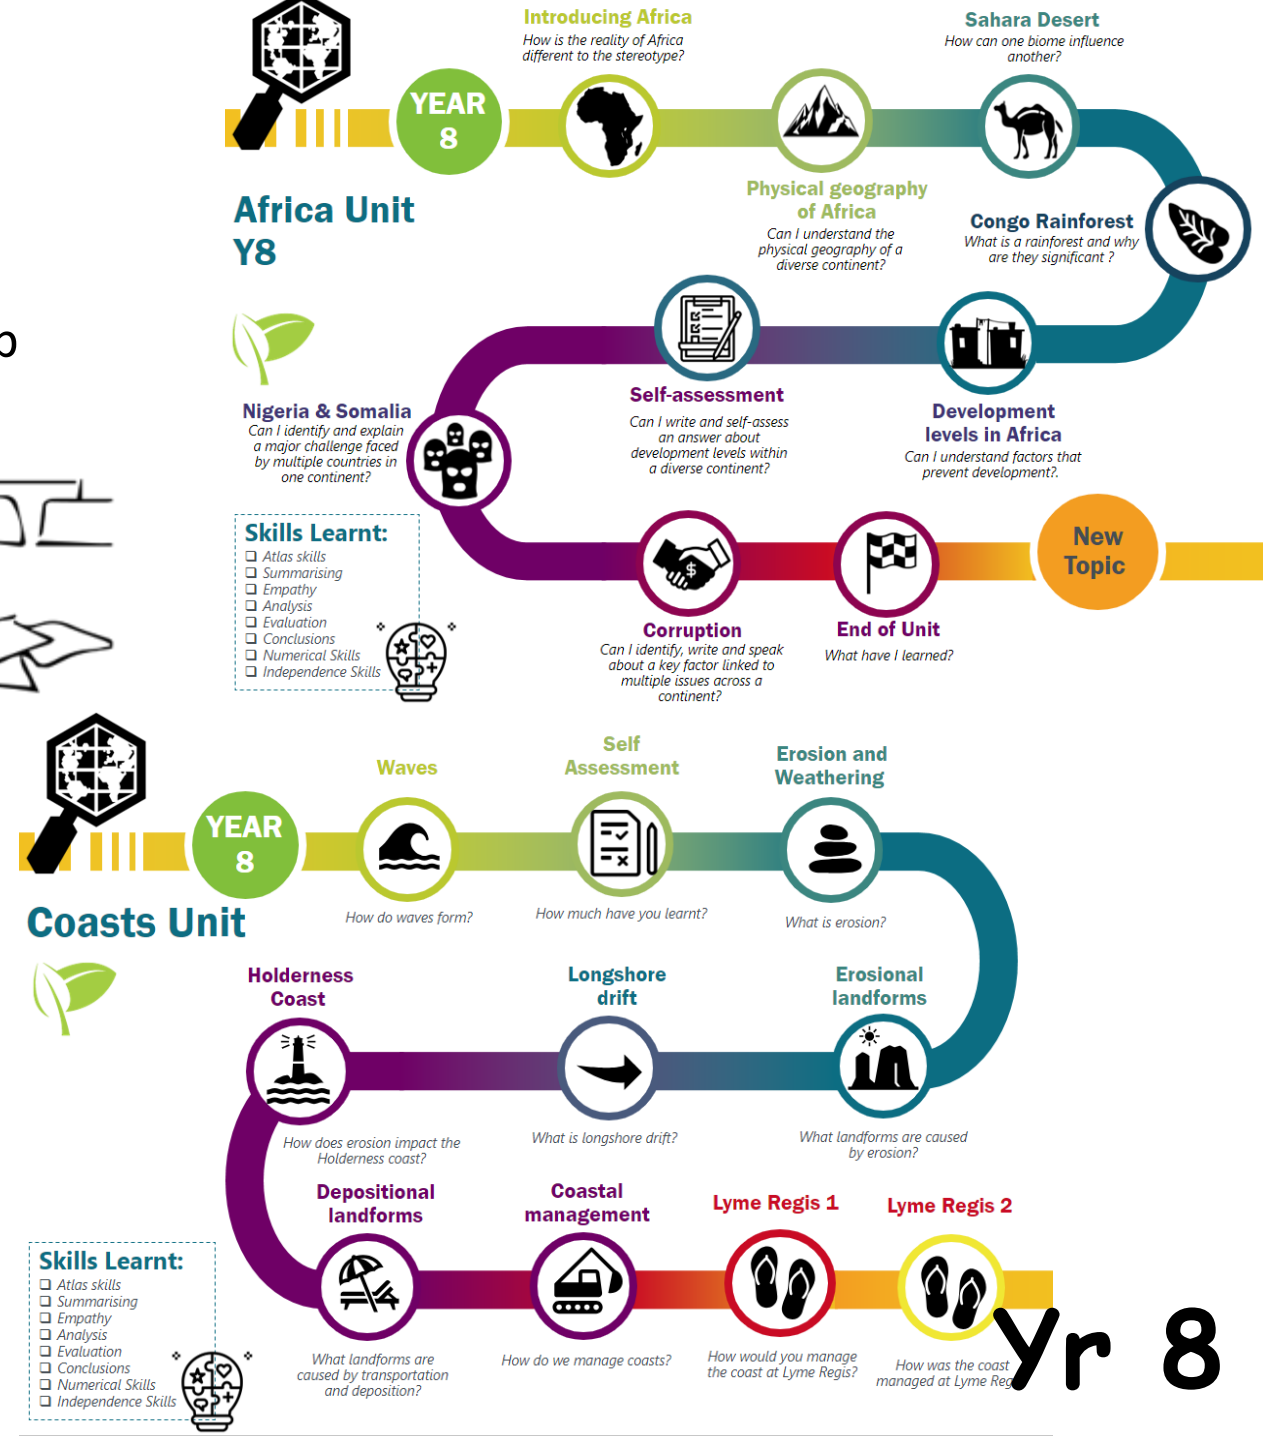 Introducing Africa
How is the reality of Africa
different to the stereotype?
Sahara Desert
How can one biome influence
another?
YEAR
8
Africa Unit
Y8
Physical geography
of Africa
Can I understand the
physical geography of a
diverse continent?
Congo Rainforest
What is a rainforest and why
are they significant ?
p
Self-assessment
Can I write and self-assess
an answer about
development levels within
a diverse continent?
Development
levels in Africa
Can I understand factors that
prevent development?.
Nigeria & Somalia
Can I identify and explain
a major challenge faced
by multiple countries in
one continent?
Skills Learnt:
Atlas skills
Summarising
Empathy
Analysis
Evaluation
Conclusions
Numerical Skills
Independence Skills
$
Corruption
Can I identify, write and speak
about a key factor linked to
multiple issues across a
continent?
End of Unit
What have I learned?
New
Topic
YEAR
8
Coasts Unit
Waves
How do waves form?
Self
Assessment
How much have you learnt?
Erosion and
Weathering
What is erosion?
Holderness
Coast
How does erosion impact the
Holderness coast?
Longshore
drift
What is longshore drift?
Erosional
landforms
What landforms are caused
by erosion?
Depositional
landforms
What landforms are
caused by transportation
and deposition?
Coastal
management
How do we manage coasts?
Lyme Regis 1
How would you manage
the coast at Lyme Regis?
Lyme Regis 2
How was the coast
managed at Lyme Reg
Yr 8
Skills Learnt:
Atlas skills
Summarising
Empathy
Analysis
Evaluation
Conclusions
Numerical Skills
Independence Skills